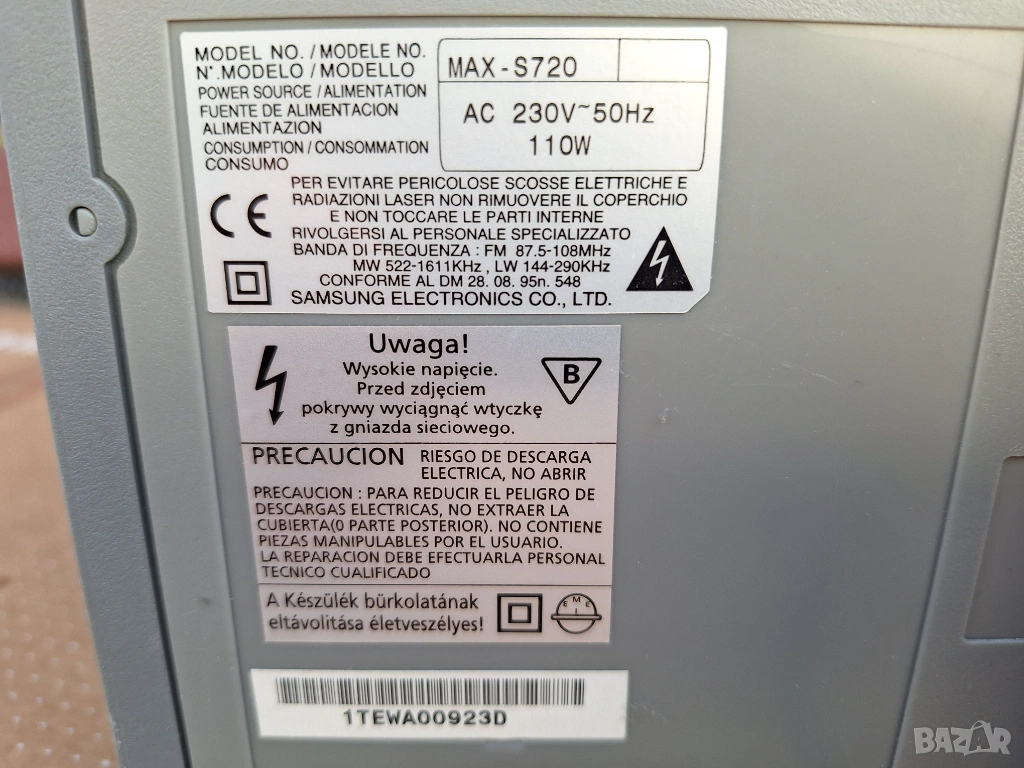 MODEL NO. / MODELE NO.
N°.MODELO / MODELLO
MAX-S720
POWER SOURCE / ALIMENTATION
FUENTE DE ALIMENTACION
ALIMENTAZION
AC 230V~50Hz
CONSUMPTION / CONSOMMATION
CONSUMO
110W
CE
PER EVITARE PERICOLOSE SCOSSE ELETTRICHE E
RADIAZIONI LASER NON RIMUOVERE IL COPERCHIO
E NON TOCCARE LE PARTI INTERNE
RIVOLGERSI AL PERSONALE SPECIALIZZATO
BANDA DI FREQUENZA : FM 87.5-108MHz
MW 522-1611KHz , LW 144-290KHz
CONFORME AL DM 28. 08. 95n. 548
SAMSUNG ELECTRONICS CO., LTD.
Uwaga!
Wysokie napięcie.
Przed zdjęciem
pokrywy wyciągnąć wtyczkę
z gniazda sieciowego.
B
PRECAUCION RIESGO DE DESCARGA
ELECTRICA, NO ABRIR
PRECAUCION : PARA REDUCIR EL PELIGRO DE
DESCARGAS ELECTRICAS, NO EXTRAER LA
CUBIERTA(0 PARTE POSTERIOR). NO CONTIENE
PIEZAS MANIPULABLES POR EL USUARIO.
LA REPARACION DEBE EFECTUARLA PERSONAL
TECNICO CUALIFICADO
A Készülék bürkolatának
eltávolitása életveszélyes!
E M E I
1TEWA00923D
BAZAR